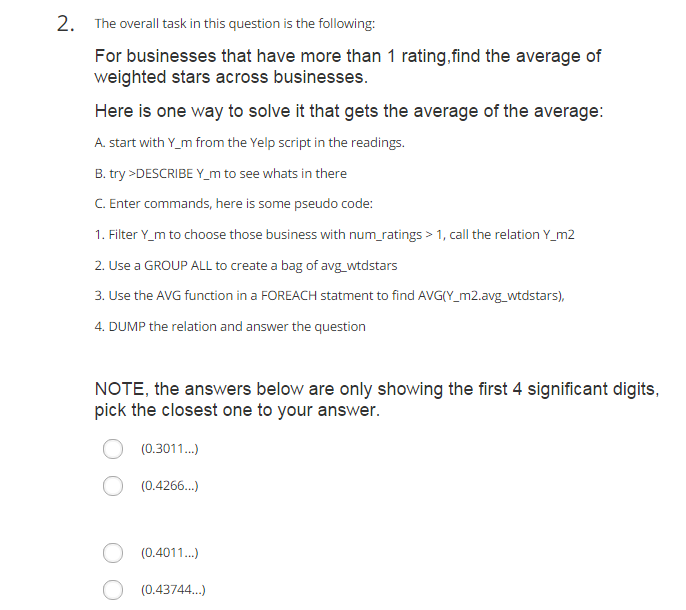 2. The overall task in this question is the following:
For businesses that have more than 1 rating,find the average of
weighted stars across businesses.
Here is one way to solve it that gets the average of the average:
A. start with Y_m from the Yelp script in the readings.
B. try >DESCRIBE Y_m to see whats in there
C. Enter commands, here is some pseudo code:
1. Filter Y_m to choose those business with num_ratings > 1, call the relation Y_m2
2. Use a GROUP ALL to create a bag of avg_wtdstars
3. Use the AVG function in a FOREACH statment to find AVG(Y_m2.avg_wtdstars),
4. DUMP the relation and answer the question
NOTE, the answers below are only showing the first 4 significant digits,
pick the closest one to your answer.
(0.3011...)
(0.4266...)
(0.4011...)
(0.43744...)